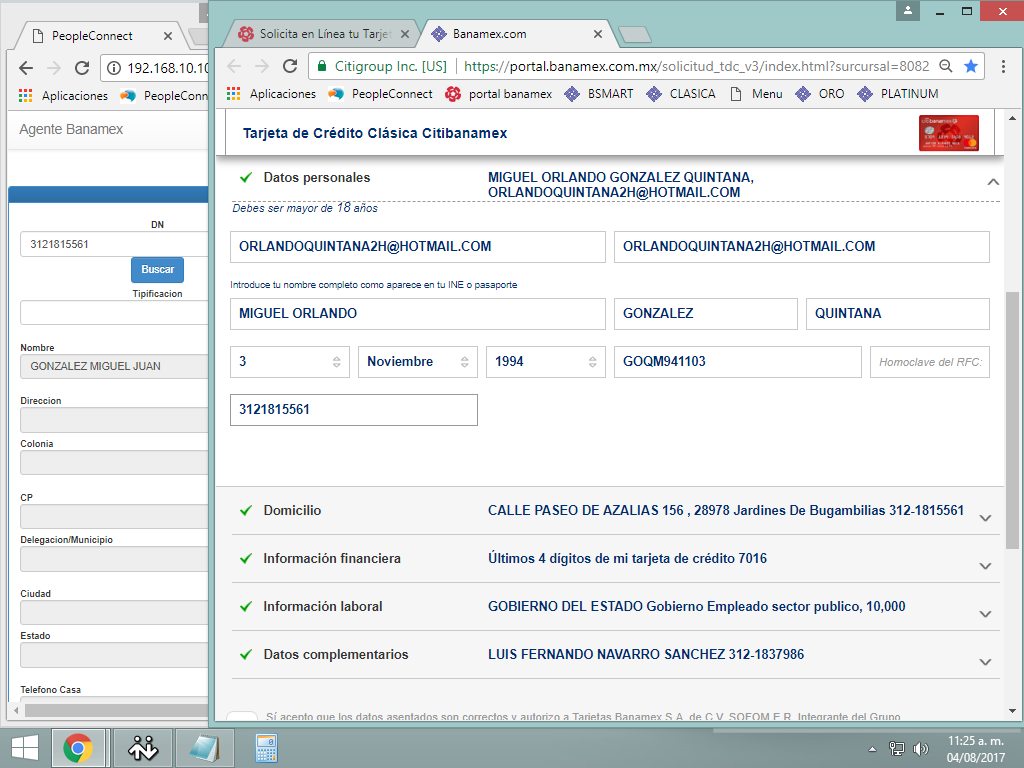 PeopleConnect
192.168.10.10
Aplicaciones
PeopleConn
Agente Banamex
DN
3121815561
Buscar
Tipificacion
Nombre
GONZALEZ MIGUEL JUAN
Direccion
Colonia
CP
Delegacion/Municipio
Ciudad
Estado
Telefono Casa
Solicita en Línea tu Tarje
Banamex.com
Citigroup Inc. [US]
https://portal.banamex.com.mx/solicitud_tdc_v3/index.html?surcursal=8082
Aplicaciones
PeopleConnect
portal banamex
BSMART
CLASICA
Menu
ORO
PLATINUM
Tarjeta de Crédito Clásica Citibanamex
Datos personales
MIGUEL ORLANDO GONZALEZ QUINTANA,
ORLANDOQUINTANA2H@HOTMAIL.COM
Debes ser mayor de 18 años
ORLANDOQUINTANA2H@HOTMAIL.COM
ORLANDOQUINTANA2H@HOTMAIL.COM
Introduce tu nombre completo como aparece en tu INE o pasaporte
MIGUEL ORLANDO
GONZALEZ
QUINTANA
3
Noviembre
1994
GOQM941103
Homoclave del RFC:
3121815561
Domicilio
CALLE PASEO DE AZALIAS 156 , 28978 Jardines De Bugambilias 312-1815561
Información financiera
Últimos 4 dígitos de mi tarjeta de crédito 7016
Información laboral
GOBIERNO DEL ESTADO Gobierno Empleado sector publico, 10,000
Datos complementarios
LUIS FERNANDO NAVARRO SANCHEZ 312-1837986
Sí acepto que los datos asentados son correctos y autorizo a Tarjetas Banamex S.A. de C.V. SOFOM E.R. Integrante del Grupo
11:25 a. m.
04/08/2017